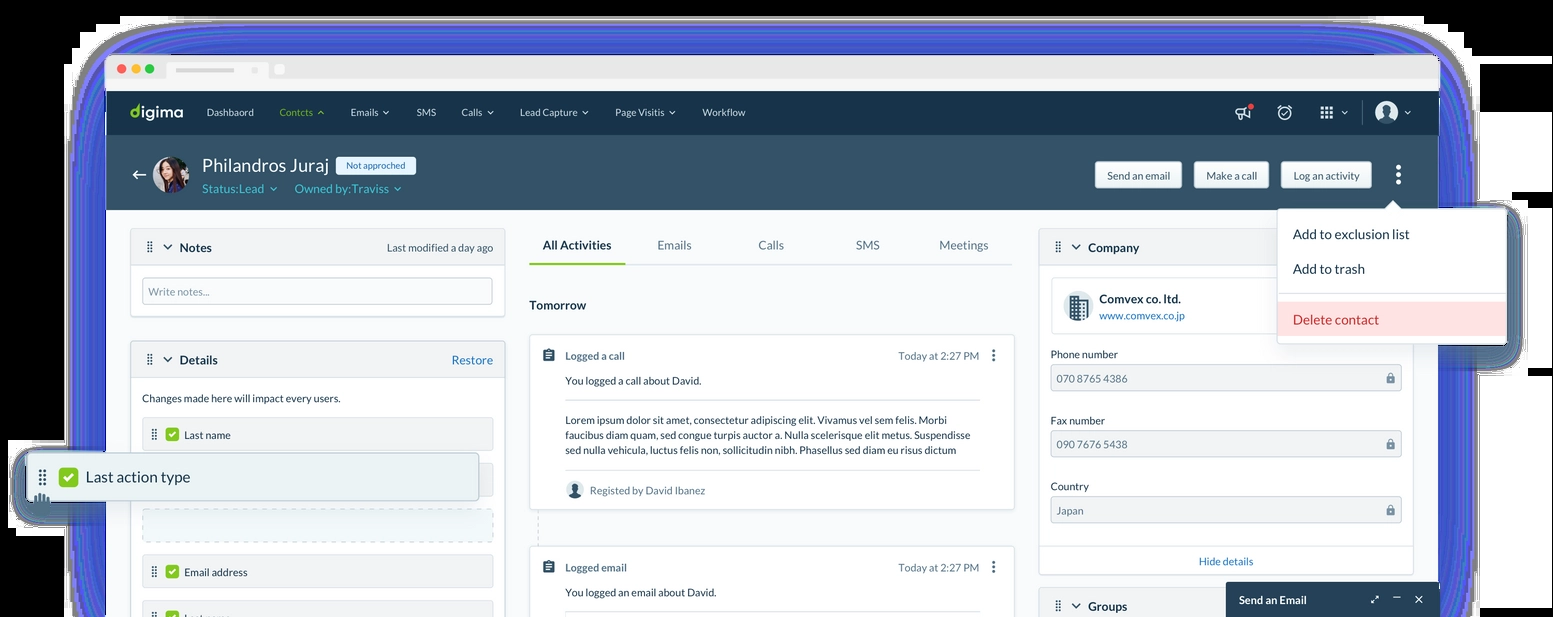 digima
Dashbaord
Contcts
Emails
SMS
Calls
Lead Capture
Page Visitis
Workflow
Philandros Juraj
Not approched
Status:Lead
Owned by:Traviss
Send an email
Make a call
Log an activity
Add to exclusion list
Add to trash
Delete contact
Notes
Last modified a day ago
Write notes...
Details
Restore
Changes made here will impact every users.
Last name
Last action type
Email address
All Activities
Emails
Calls
SMS
Meetings
Tomorrow
Logged a call
Today at 2:27 PM
You logged a call about David.
Lorem ipsum dolor sit amet, consectetur adipiscing elit. Vivamus vel sem felis. Morbi
faucibus diam quam, sed congue turpis auctor a. Nulla scelerisque elit metus. Suspendisse
sed nulla vehicula, luctus felis non, sollicitudin nibh. Phasellus sed diam eu risus dictum
Registed by David Ibanez
Logged email
Today at 2:27 PM
You logged an email about David.
Company
Comvex co. ltd.
www.comvex.co.jp
Phone number
070 8765 4386
Fax number
090 7676 5438
Country
Japan
Hide details
Groups
Send an Email